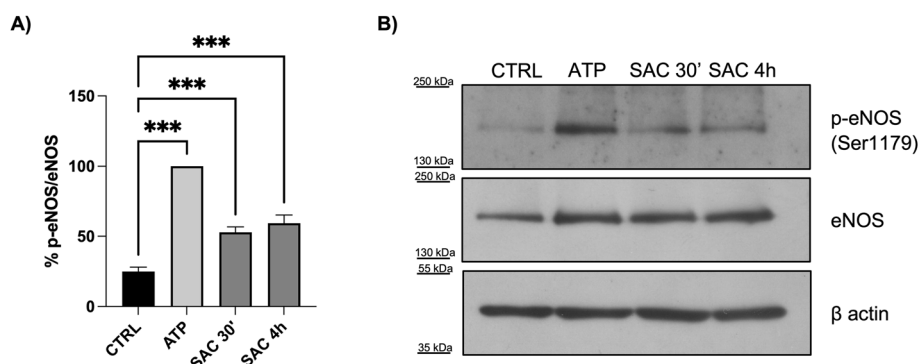 A)
***
***
***
150
100
50
0
% p-eNOS/eNOS
CTRL
ATP
SAC 30’
SAC 4h
B)
CTRL ATP SAC 30’ SAC 4h
250 kDa
p-eNOS
(Ser1179)
130 kDa
250 kDa
eNOS
130 kDa
55 kDa
β actin
35 kDa